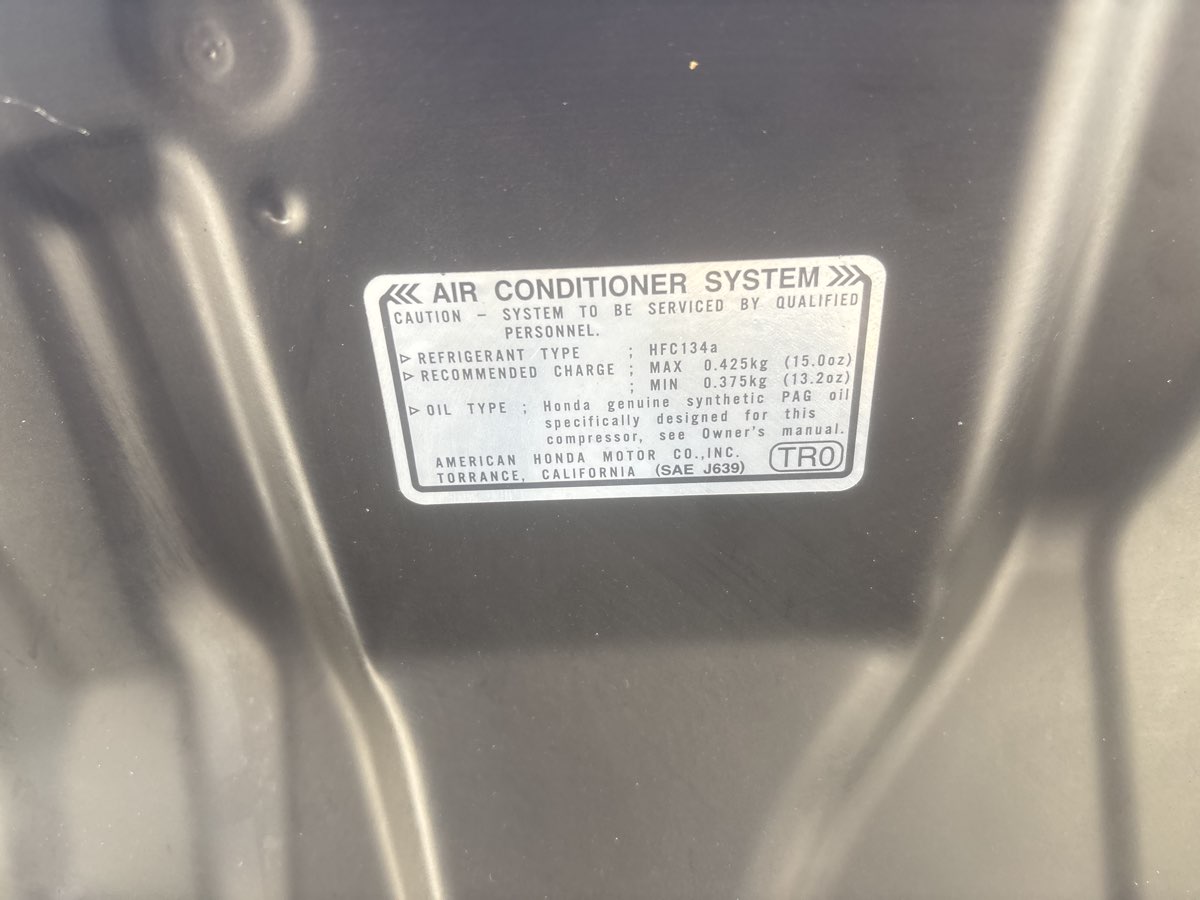 AIR CONDITIONER SYSTEM
CAUTION – SYSTEM TO BE SERVICED BY QUALIFIED
PERSONNEL.
▷ REFRIGERANT TYPE ; HFC134a
▷ RECOMMENDED CHARGE ; MAX 0.425kg (15.0oz)
; MIN 0.375kg (13.2oz)
▷ OIL TYPE ; Honda genuine synthetic PAG oil
specifically designed for this
compressor, see Owner's manual.
AMERICAN HONDA MOTOR CO.,INC.
TORRANCE, CALIFORNIA (SAE J639) TR0